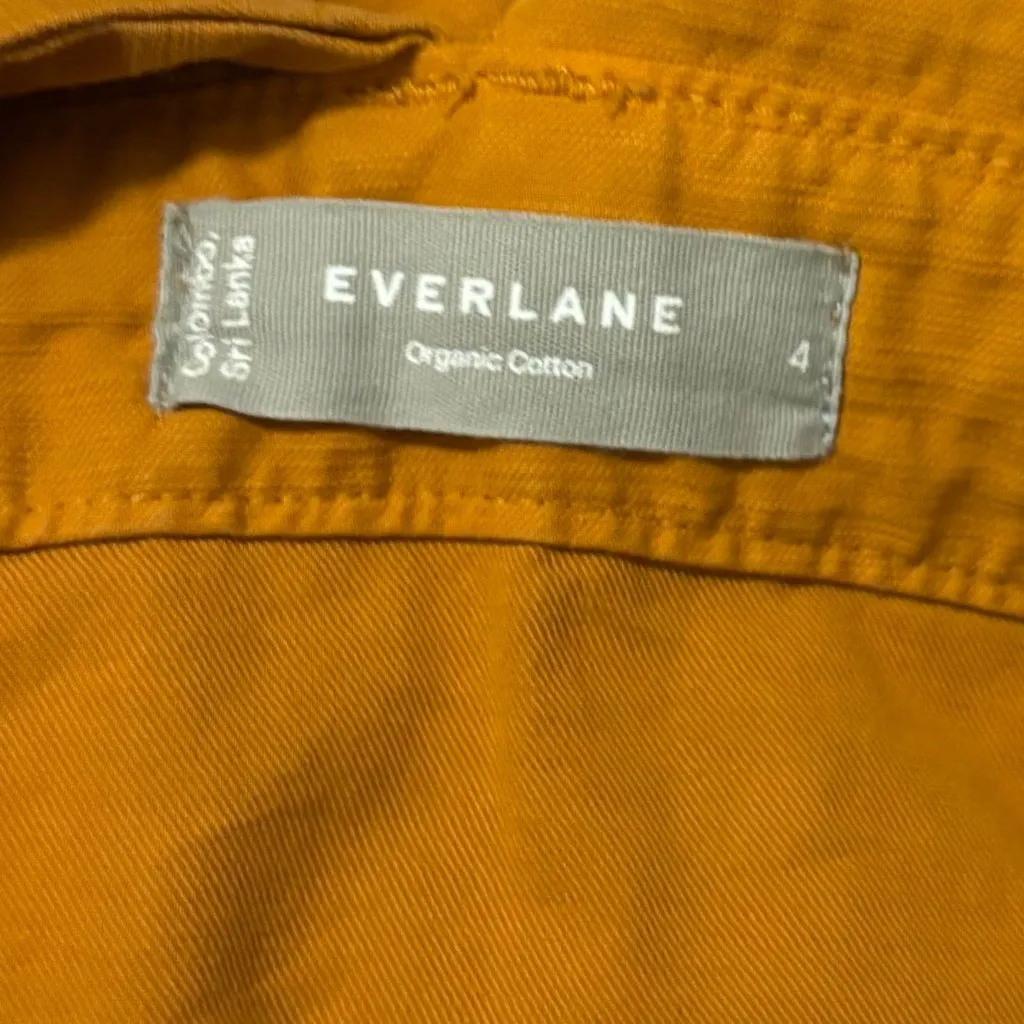 Colombo,
Sri Lanka
EVERLANE
Organic Cotton
4